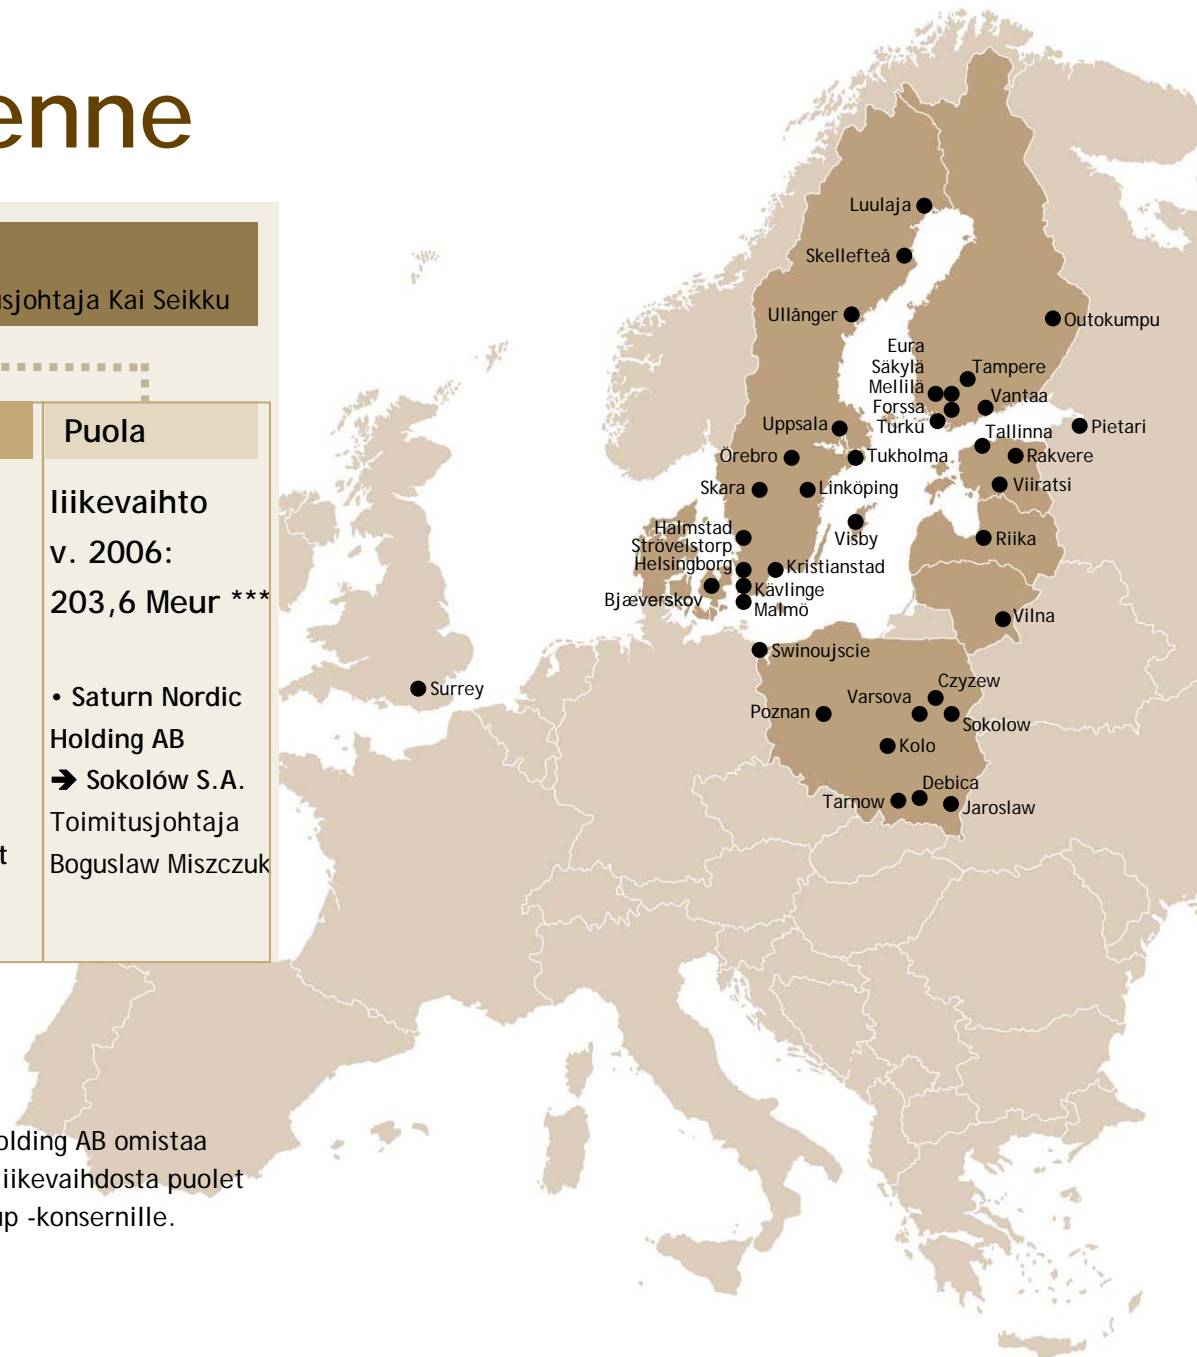 enne
usjohtaja Kai Seikku
Puola
liikevaihto
v. 2006:
203,6 Meur ***
• Saturn Nordic
Holding AB
➔ Sokolów S.A.
Toimitusjohtaja
Boguslaw Miszczuk
t
olding AB omistaa
liikevaihdosta puolet
up -konsernille.
Luulaja
Skellefteå
Ullånger
Outokumpu
Eura
Säkylä
Tampere
Mellilä
Vantaa
Forssa
Turku
Uppsala
Pietari
Tallinna
Örebro
Tukholma
Rakvere
Skara
Linköping
Viiratsi
Halmstad
Visby
Riika
Strövelstorp
Helsingborg
Kristianstad
Bjæverskov
Kävlinge
Malmö
Vilna
Swinoujscie
Surrey
Czyzew
Varsova
Poznan
Sokolow
Kolo
Debica
Tarnow
Jaroslaw